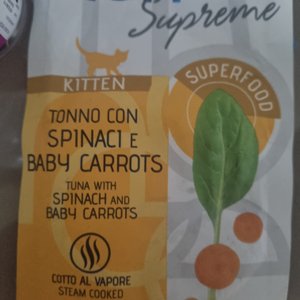 Supreme
KITTEN
SUPERFOOD
TONNO CON
SPINACI E
BABY CARROTS
TUNA WITH
SPINACH AND
BABY CARROTS
COTTO AL VAPORE
STEAM COOKED